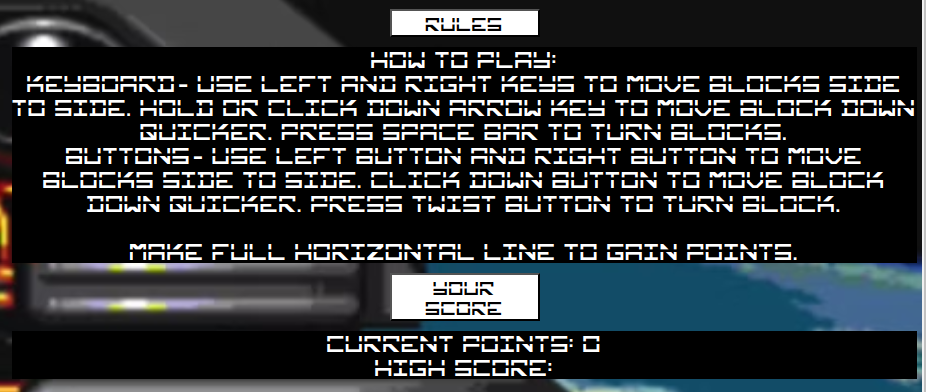 RULES
HOW TO PLAY:
KEYBOARD- USE LEFT AND RIGHT KEYS TO MOVE BLOCKS SIDE
TO SIDE. HOLD OR CLICK DOWN ARROW KEY TO MOVE BLOCK DOWN
QUICKER. PRESS SPACE BAR TO TURN BLOCKS.
BUTTONS- USE LEFT BUTTON AND RIGHT BUTTON TO MOVE
BLOCKS SIDE TO SIDE. CLICK DOWN BUTTON TO MOVE BLOCK
DOWN QUICKER. PRESS TWIST BUTTON TO TURN BLOCK.
MAKE FULL HORIZONTAL LINE TO GAIN POINTS.
YOUR
SCORE
CURRENT POINTS: 0
HIGH SCORE: